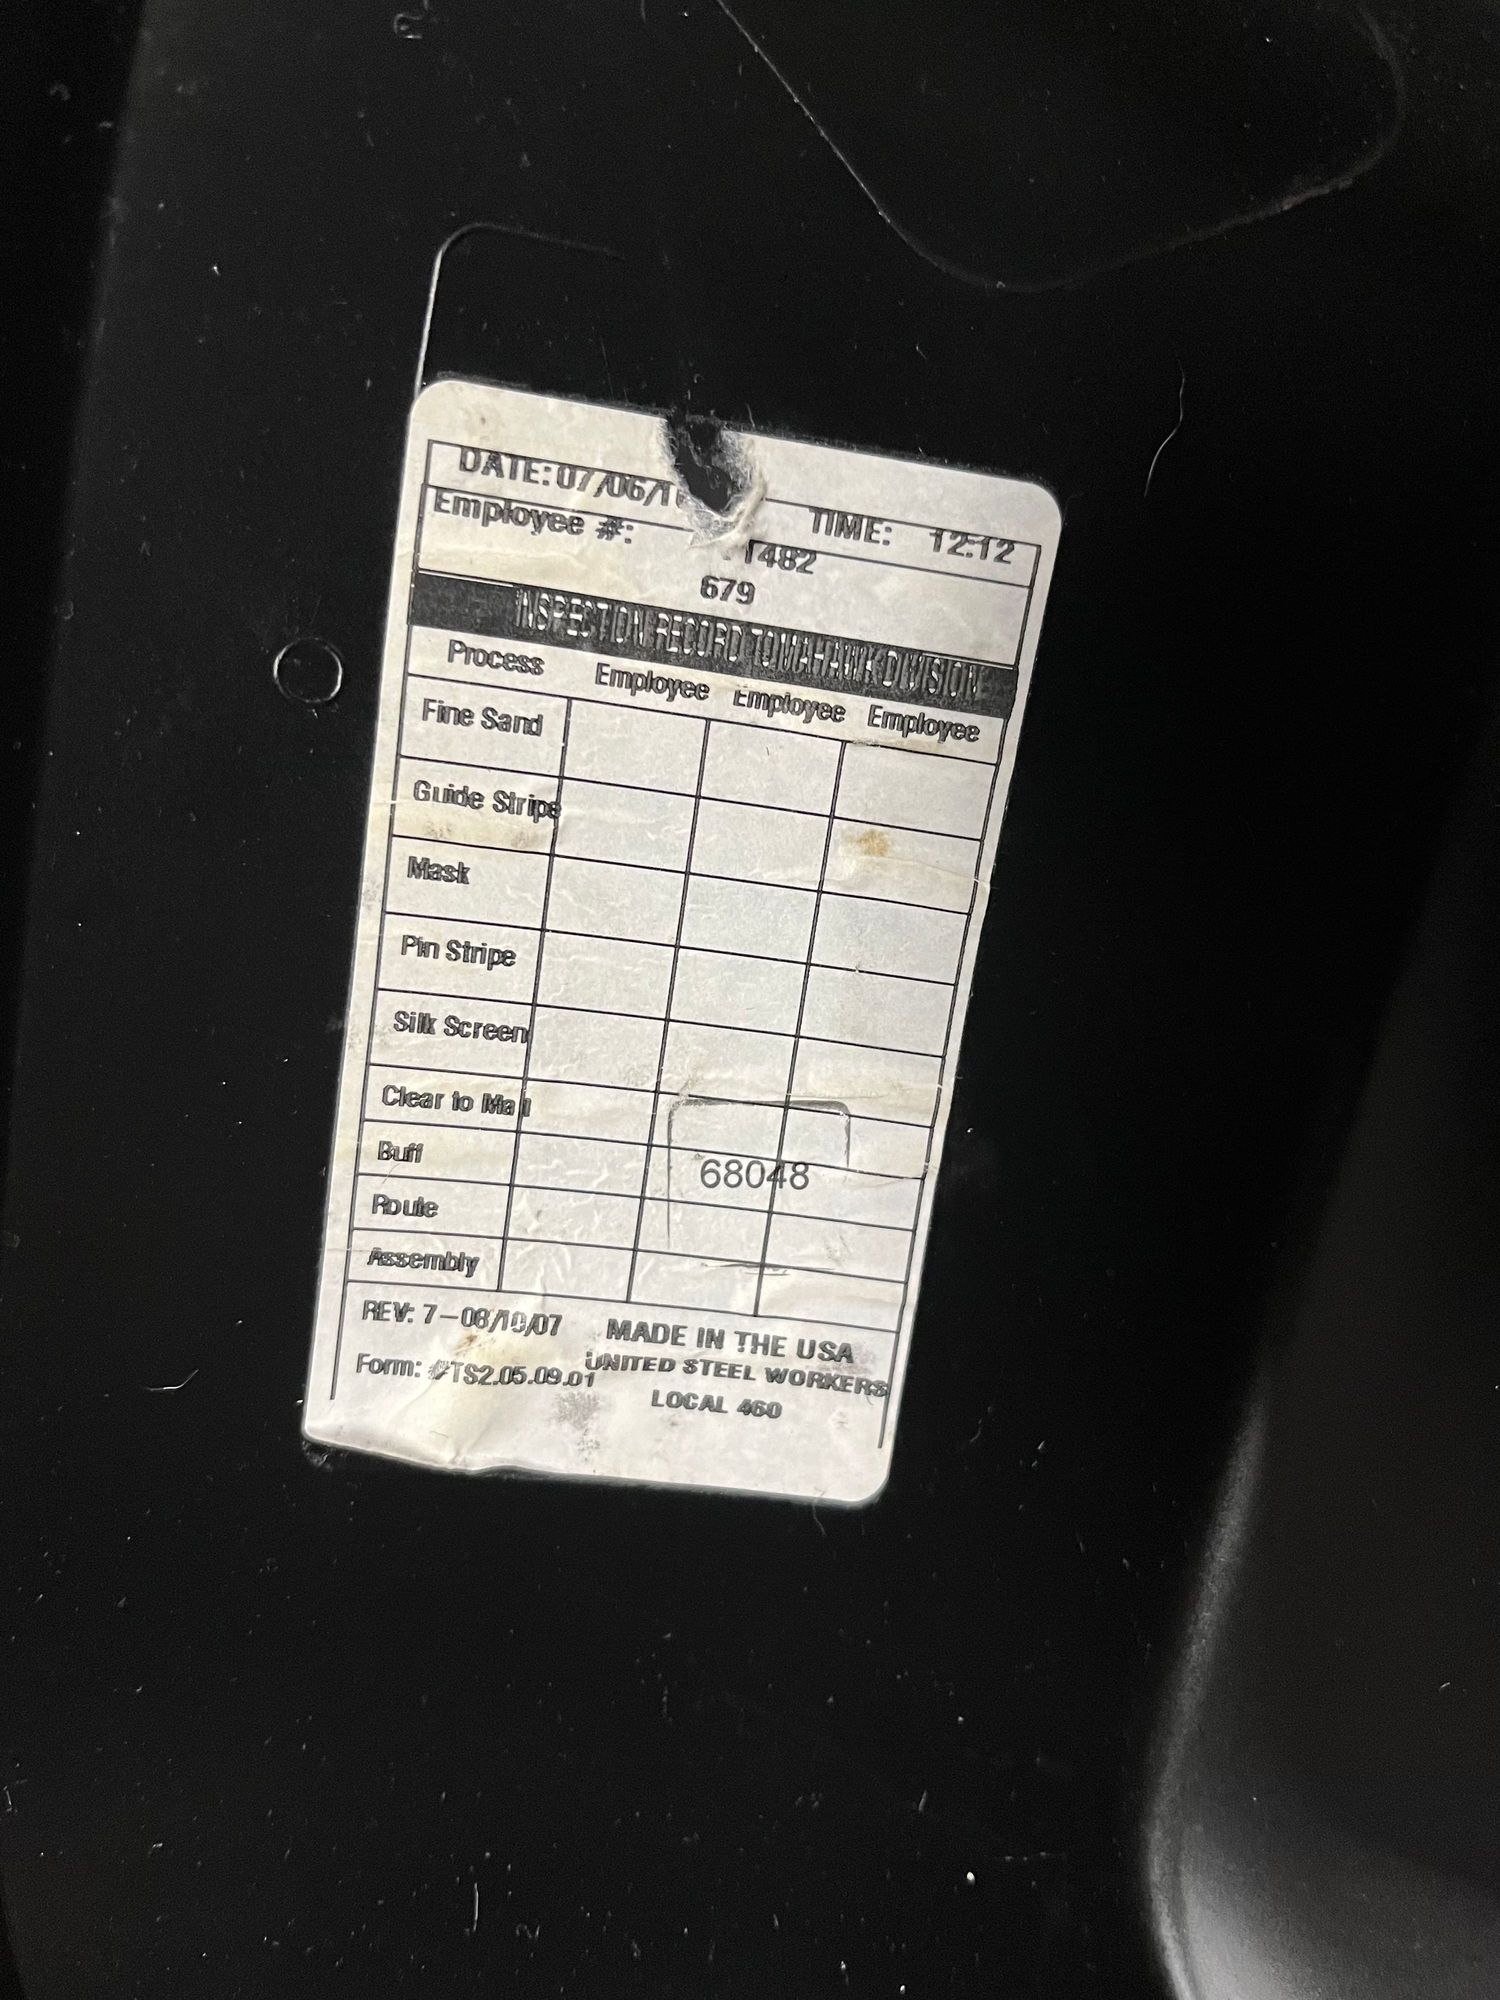 DATE: 07/06/1 TIME: 12:12
Employee #: 1482
679
INSPECTION RECORD TOMAHAWK DIVISION
Process Employee Employee Employee
Fine Sand
Guide Stripe
Mask
Pin Stripe
Silk Screen
Clear to Mail
Buff
68048
Route
Assembly
REV: 7-08/10/07 MADE IN THE USA
Form: #TS2.05.09.01 UNITED STEEL WORKERS
LOCAL 460